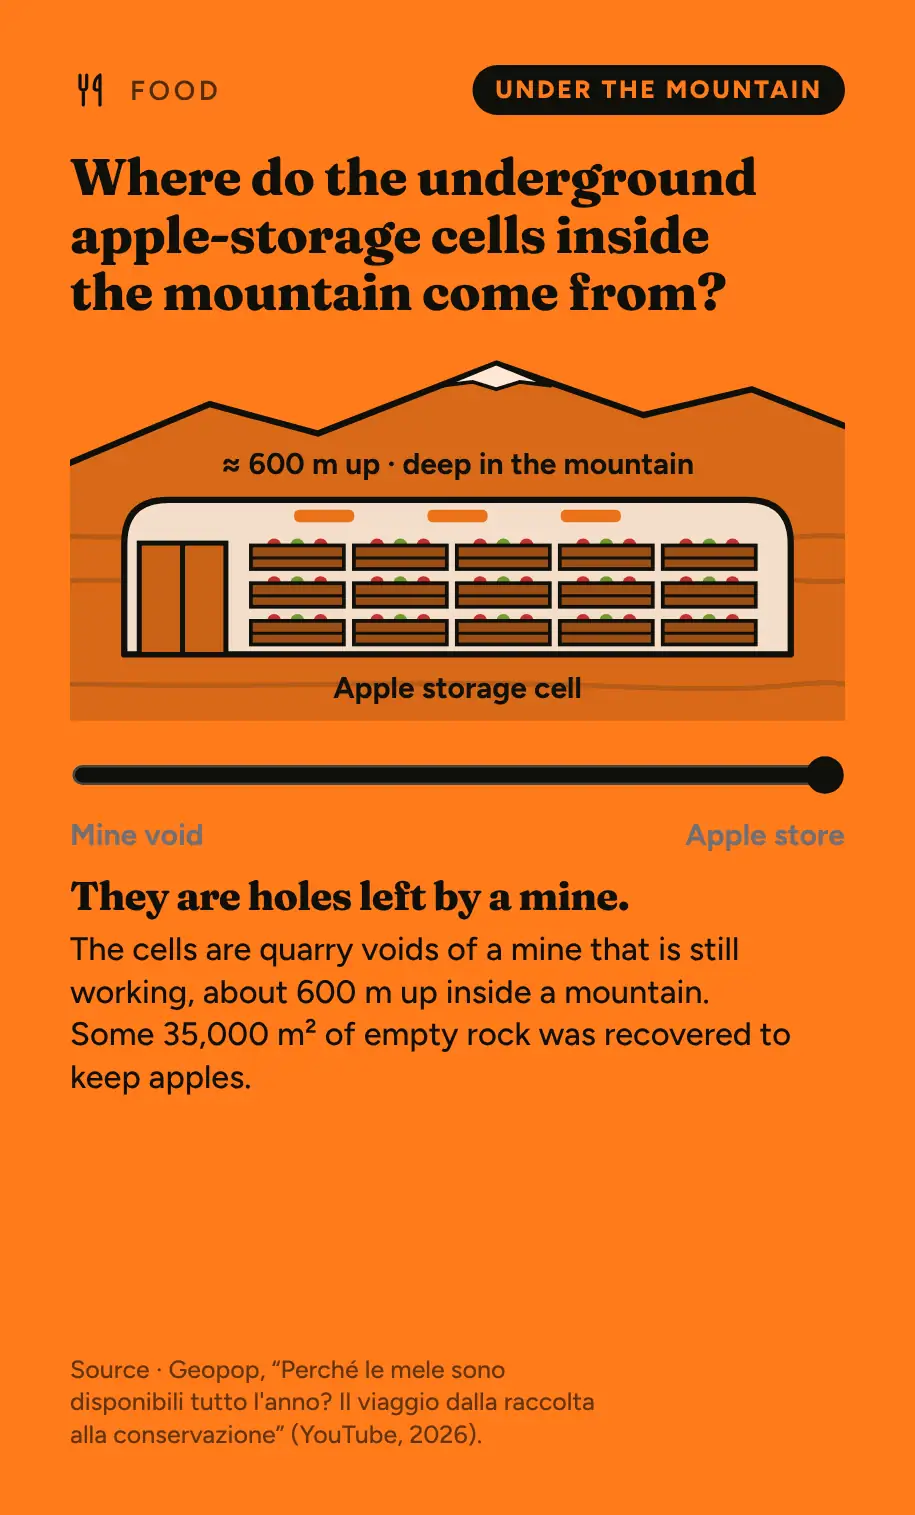 FOOD
UNDER THE MOUNTAIN
Where do the underground
apple-storage cells inside
the mountain come from?
≈ 600 m up · deep in the mountain
Apple storage cell
Mine void
Apple store
They are holes left by a mine.
The cells are quarry voids of a mine that is still
working, about 600 m up inside a mountain.
Some 35,000 m² of empty rock was recovered to
keep apples.
Source · Geopop, “Perché le mele sono
disponibili tutto l'anno? Il viaggio dalla raccolta
alla conservazione” (YouTube, 2026).